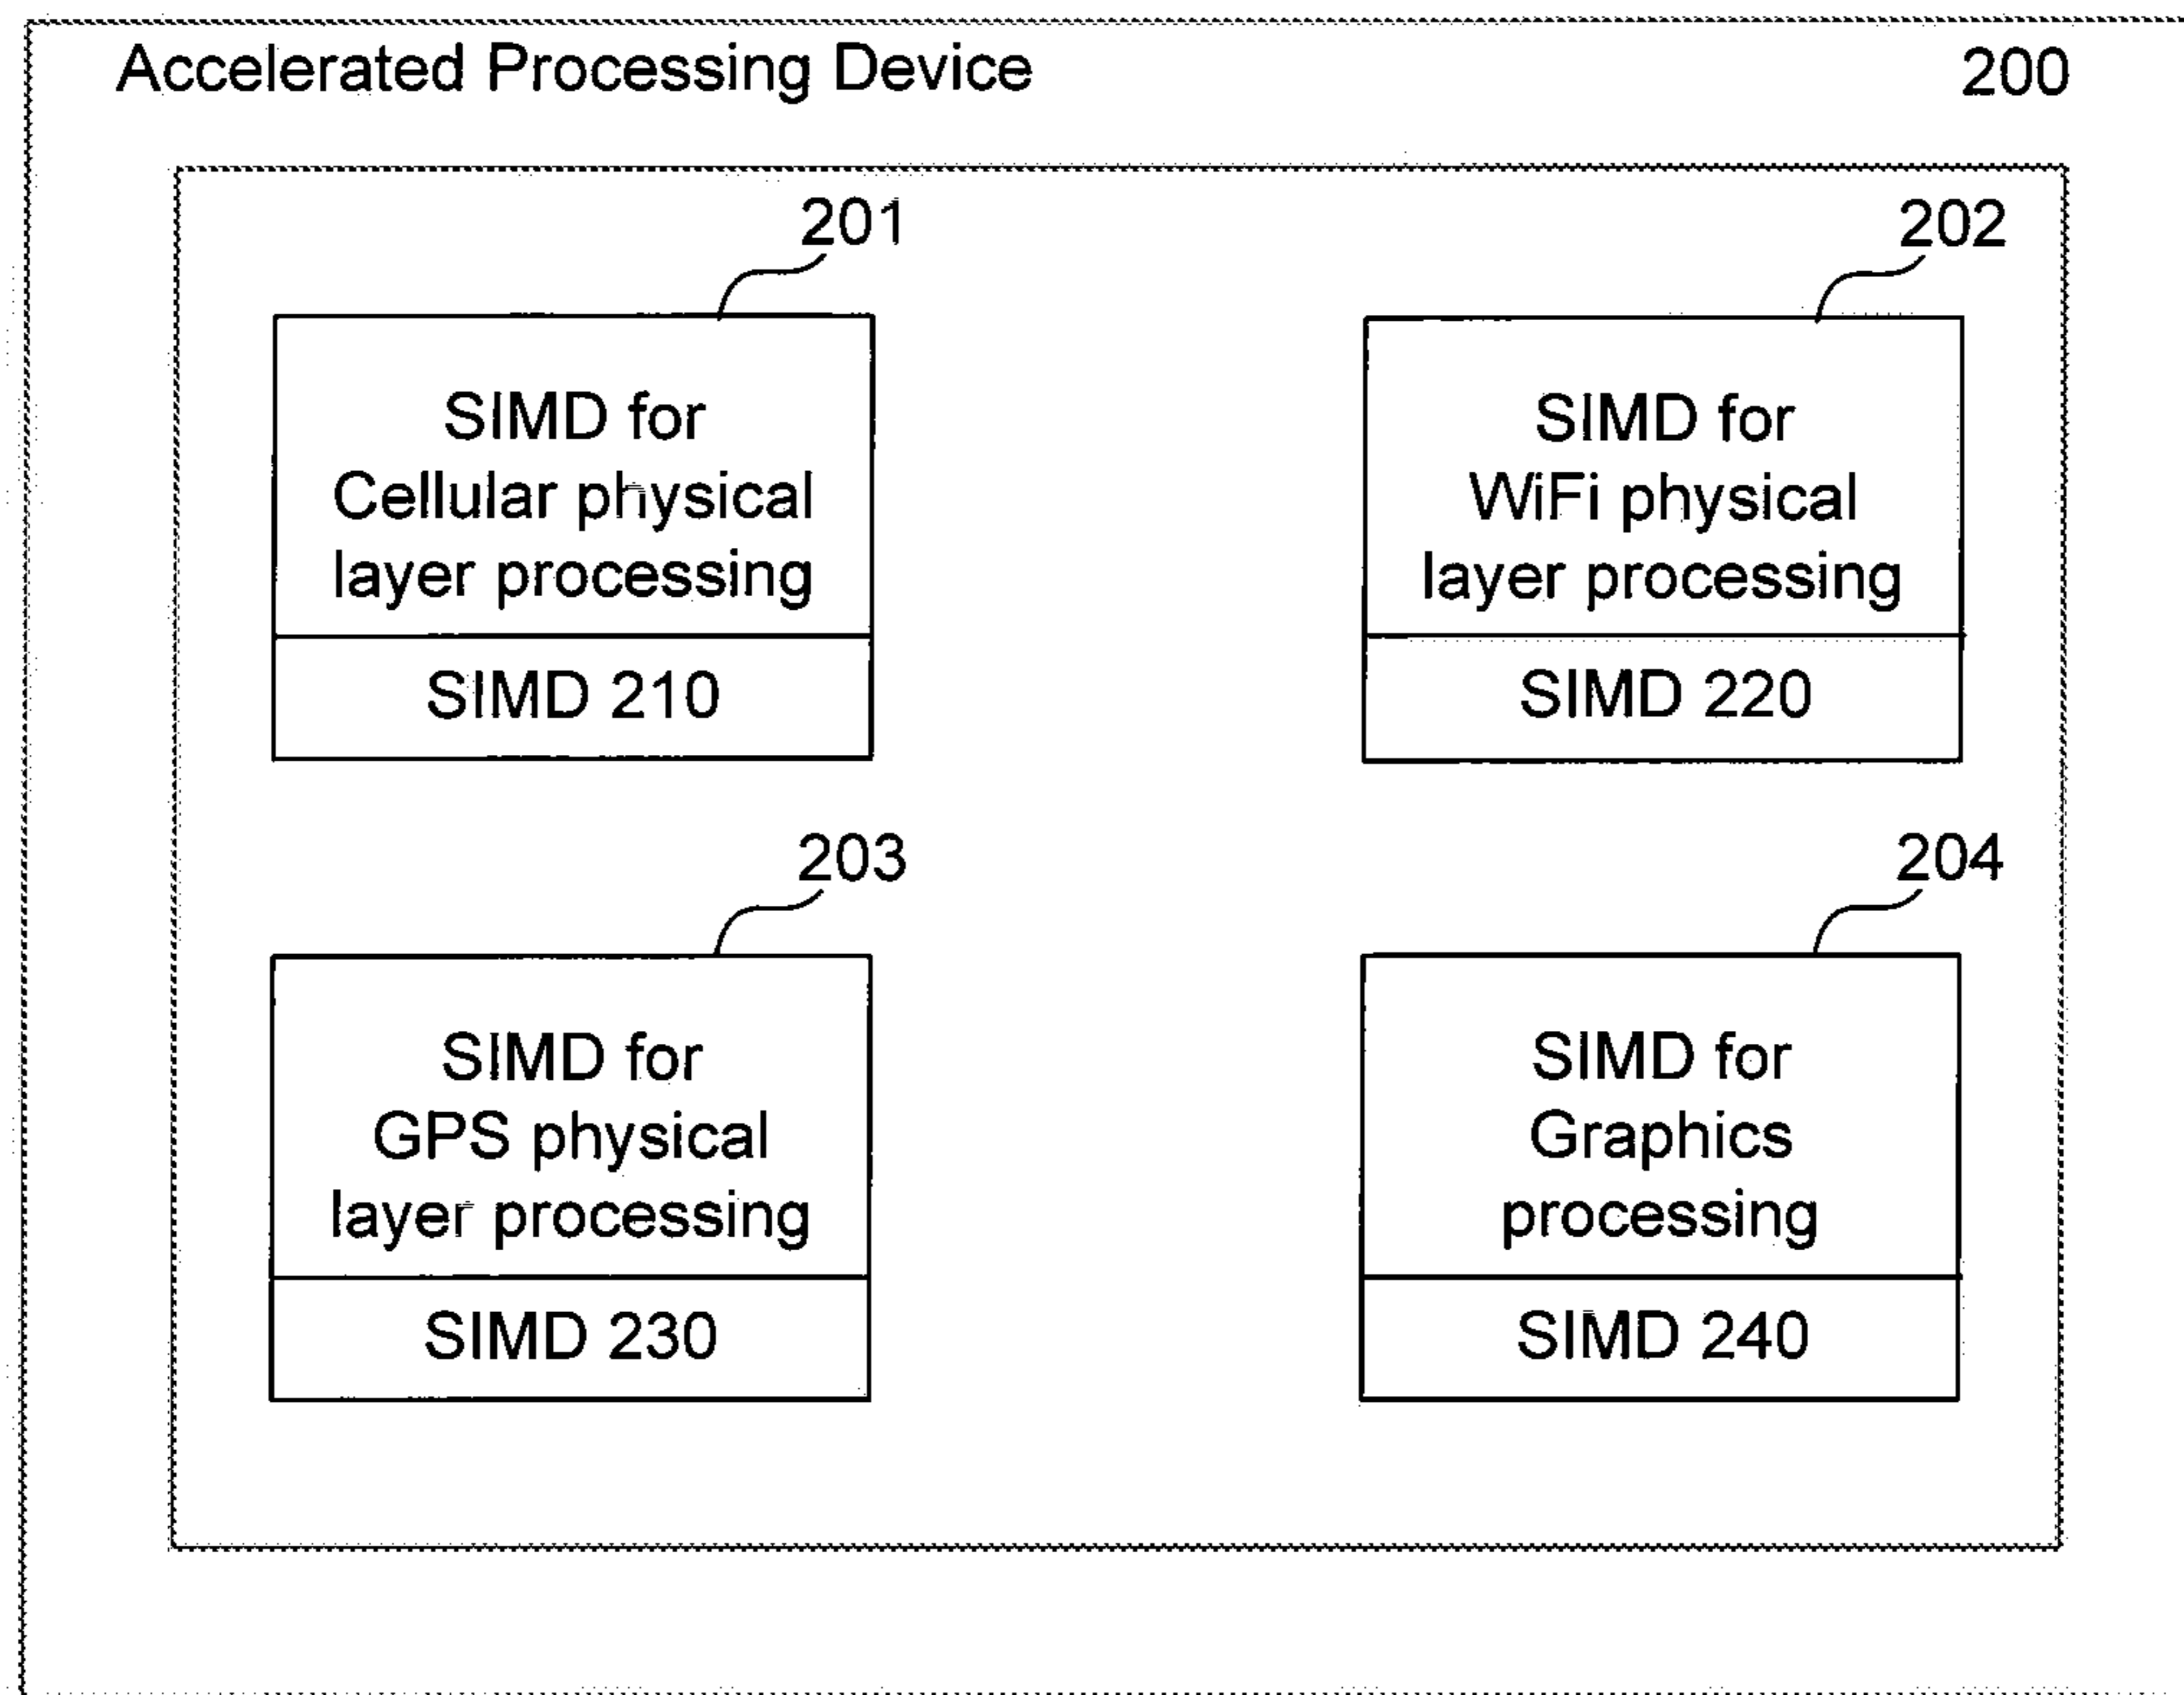 Accelerated Processing Device 200
201
202
SIMD for
Cellular physical
layer processing
SIMD 210
SIMD for
WiFi physical
layer processing
SIMD 220
203
204
SIMD for
GPS physical
layer processing
SIMD 230
SIMD for
Graphics
processing
SIMD 240